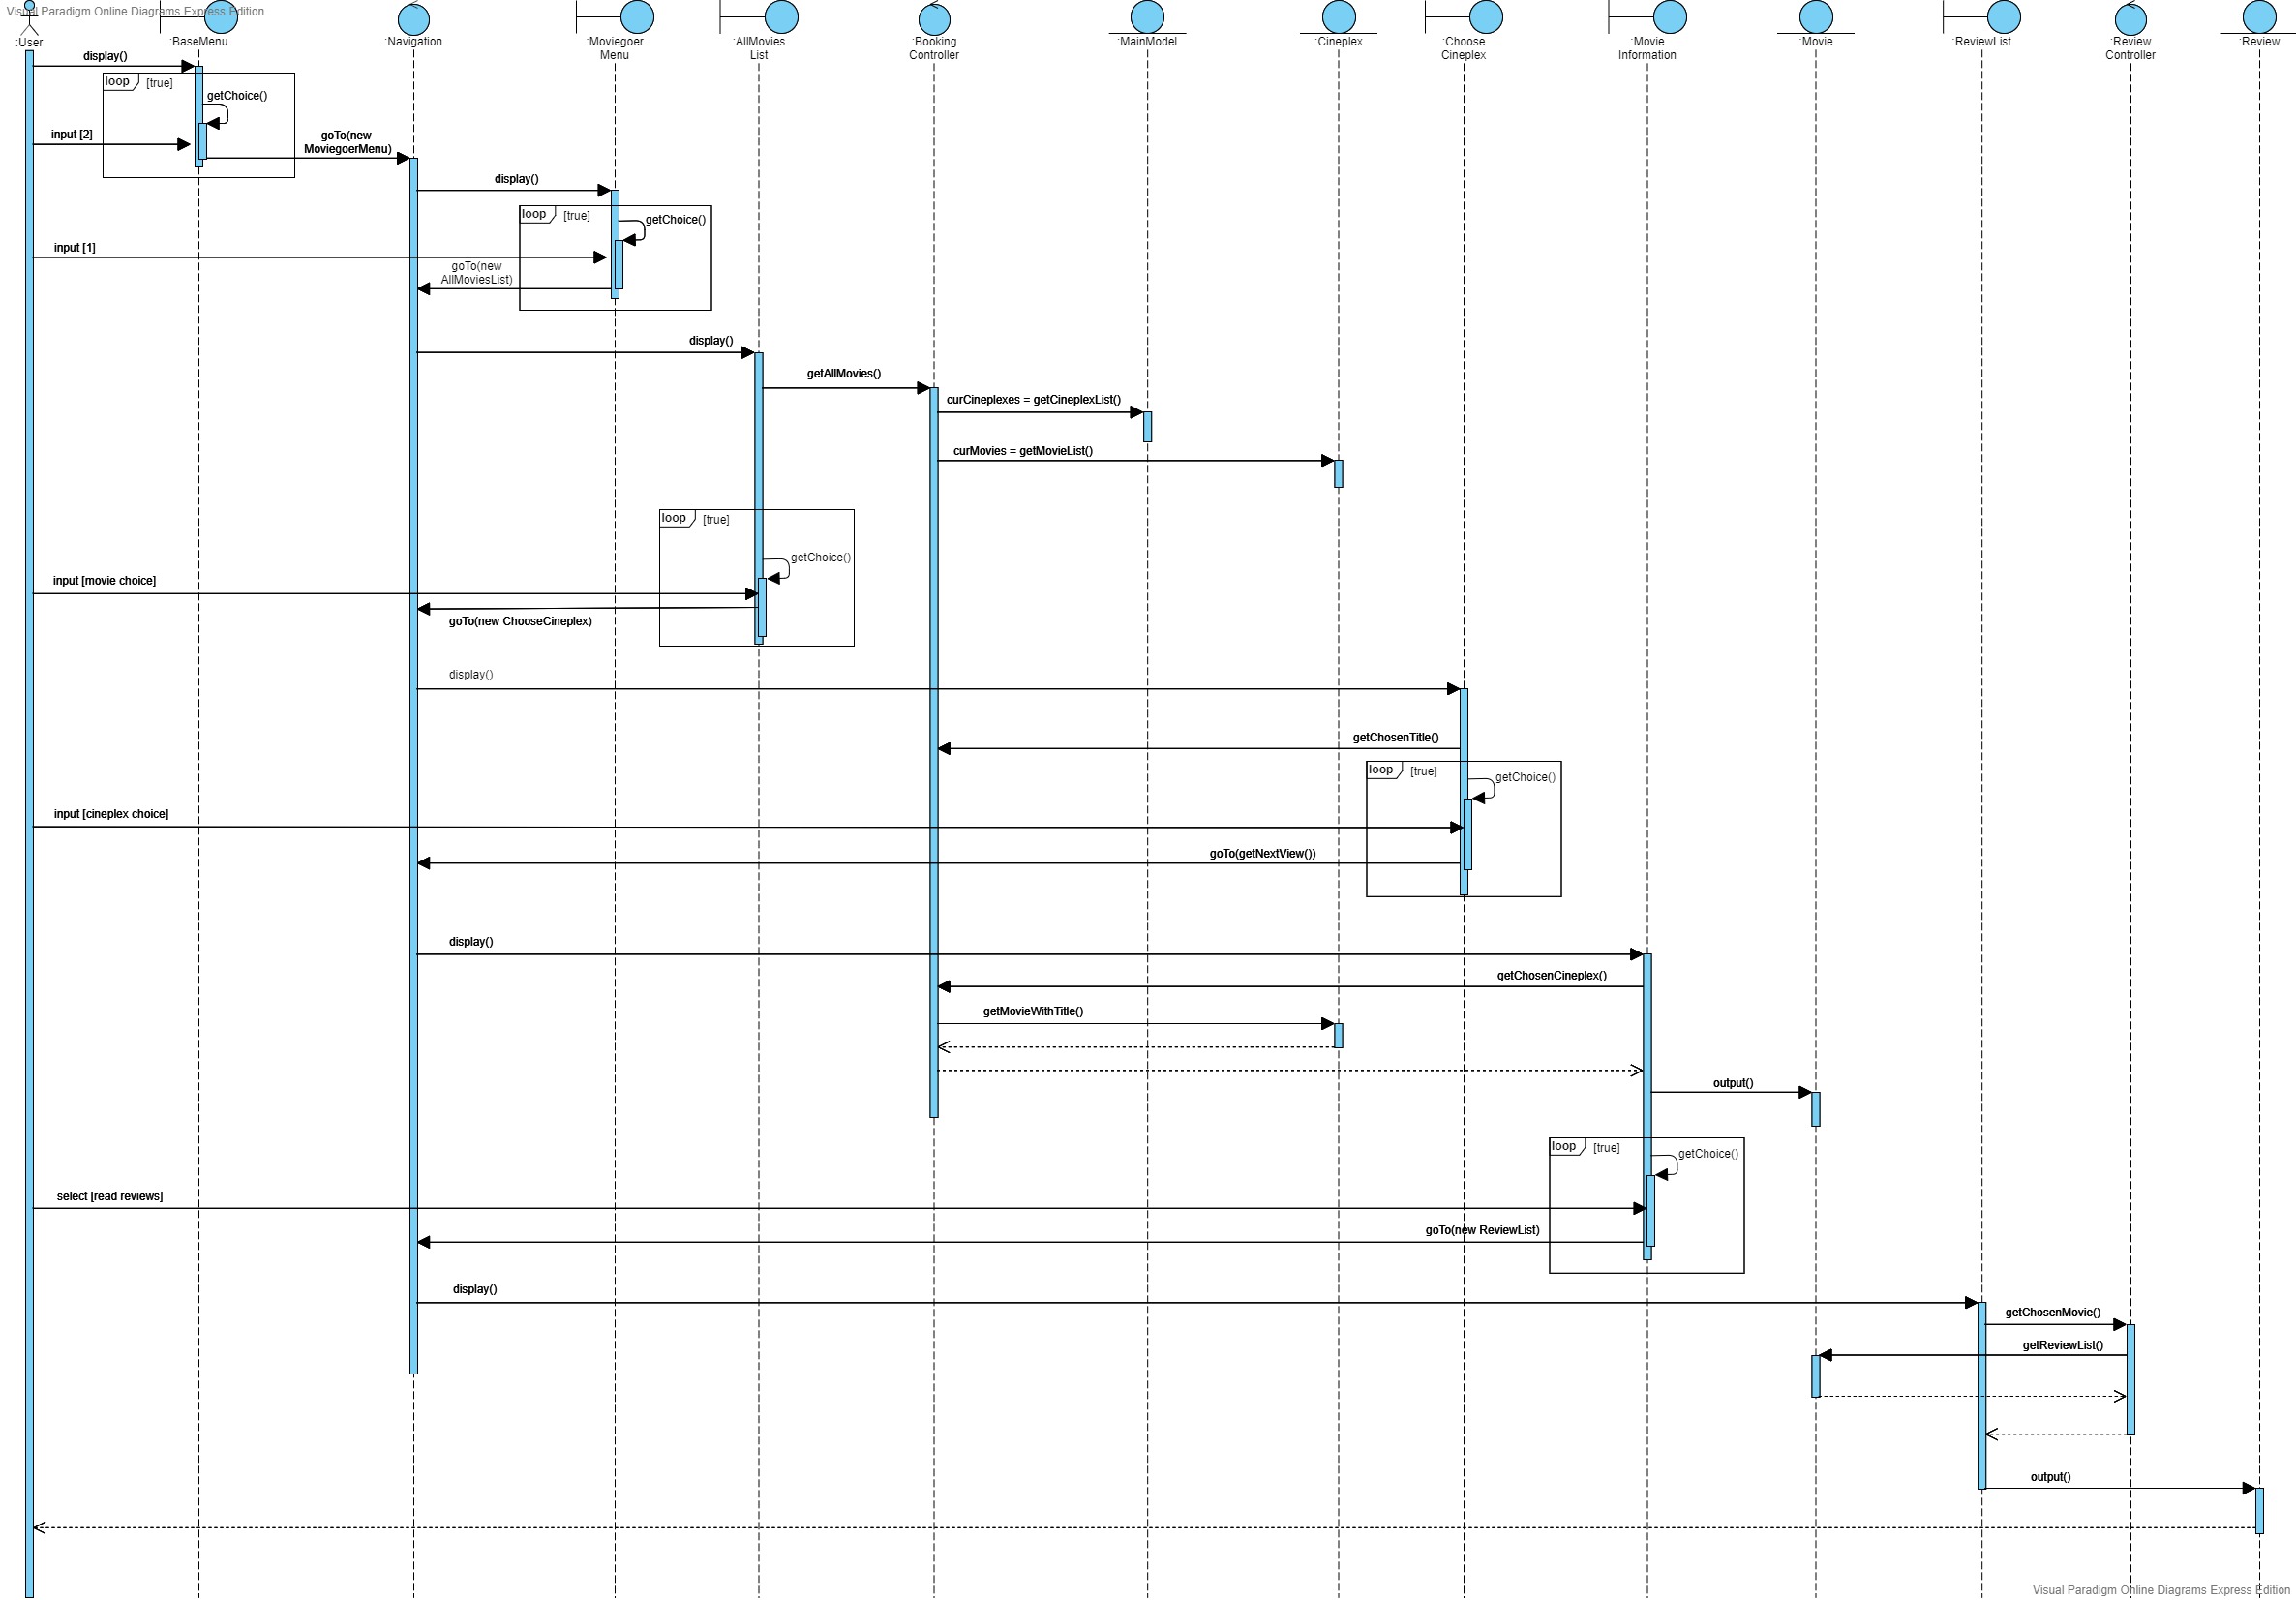 Visual Paradigm Online Diagrams Express Edition
:User
:BaseMenu
:Navigation
:Moviegoer
Menu
:AllMovies
List
:Booking
Controller
:MainModel
:Cineplex
:Choose
Cineplex
:Movie
Information
:Movie
:ReviewList
:Review
Controller
:Review
display()
loop
[true]
getChoice()
input [2]
goTo(new
MoviegoerMenu)
display()
loop
[true]
getChoice()
input [1]
goTo(new
AllMoviesList)
display()
getAllMovies()
curCineplexes = getCineplexList()
curMovies = getMovieList()
loop
[true]
getChoice()
input [movie choice]
goTo(new ChooseCineplex)
display()
getChosenTitle()
loop
[true]
getChoice()
input [cineplex choice]
goTo(getNextView())
display()
getChosenCineplex()
getMovieWithTitle()
output()
loop
[true]
getChoice()
select [read reviews]
goTo(new ReviewList)
display()
getChosenMovie()
getReviewList()
output()
Visual Paradigm Online Diagrams Express Edition